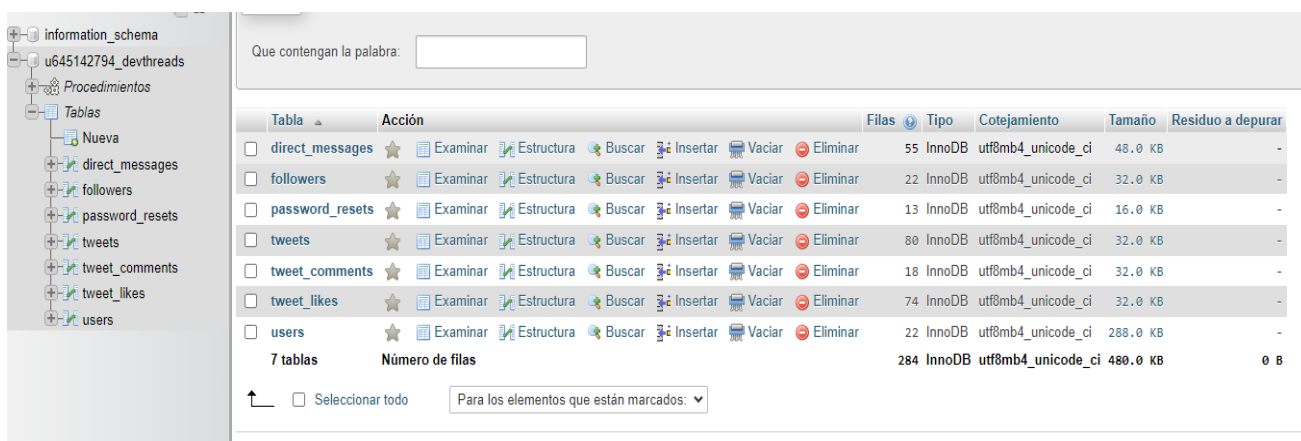 information_schema
u645142794_devthreads
Procedimientos
Tablas
Nueva
direct_messages
followers
password_resets
tweets
tweet_comments
tweet_likes
users
Que contengan la palabra:
Tabla Acción Filas Tipo Cotejamiento Tamaño Residuo a depurar
direct_messages Examinar Estructura Buscar Insertar Vaciar Eliminar 55 InnoDB utf8mb4_unicode_ci 48.0 KB -
followers Examinar Estructura Buscar Insertar Vaciar Eliminar 22 InnoDB utf8mb4_unicode_ci 32.0 KB -
password_resets Examinar Estructura Buscar Insertar Vaciar Eliminar 13 InnoDB utf8mb4_unicode_ci 16.0 KB -
tweets Examinar Estructura Buscar Insertar Vaciar Eliminar 80 InnoDB utf8mb4_unicode_ci 32.0 KB -
tweet_comments Examinar Estructura Buscar Insertar Vaciar Eliminar 18 InnoDB utf8mb4_unicode_ci 32.0 KB -
tweet_likes Examinar Estructura Buscar Insertar Vaciar Eliminar 74 InnoDB utf8mb4_unicode_ci 32.0 KB -
users Examinar Estructura Buscar Insertar Vaciar Eliminar 22 InnoDB utf8mb4_unicode_ci 288.0 KB -
7 tablas Número de filas 284 InnoDB utf8mb4_unicode_ci 480.0 KB 0 B
Seleccionar todo Para los elementos que están marcados: